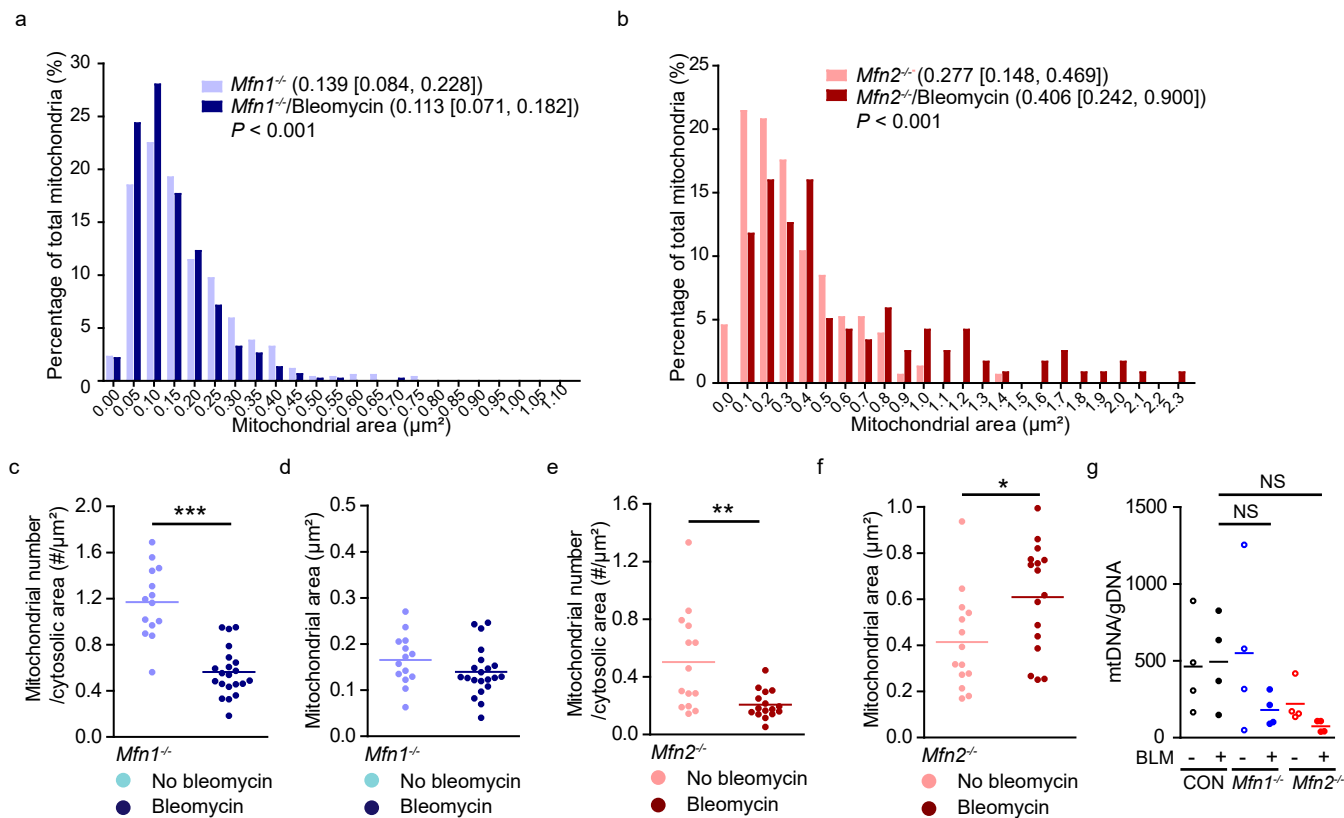 a
b
Percentage of total mitochondria (%)
30
25
20
15
10
5
0
Mfn1-/- (0.139 [0.084, 0.228])
Mfn1-/-/Bleomycin (0.113 [0.071, 0.182])
P < 0.001
0.00 0.05 0.10 0.15 0.20 0.25 0.30 0.35 0.40 0.45 0.50 0.55 0.60 0.65 0.70 0.75 0.80 0.85 0.90 0.95 1.00 1.05 1.10
Mitochondrial area (µm²)
Percentage of total mitochondria (%)
25
20
15
10
5
0
Mfn2-/- (0.277 [0.148, 0.469])
Mfn2-/-/Bleomycin (0.406 [0.242, 0.900])
P < 0.001
0.0 0.1 0.2 0.3 0.4 0.5 0.6 0.7 0.8 0.9 1.0 1.1 1.2 1.3 1.4 1.5 1.6 1.7 1.8 1.9 2.0 2.1 2.2 2.3
Mitochondrial area (µm²)
c
Mitochondrial number
/cytosolic area (#/µm²)
2.0
1.6
1.2
0.8
0.4
0.0
***
Mfn1-/-
No bleomycin
Bleomycin
d
Mitochondrial area (µm²)
0.5
0.4
0.3
0.2
0.1
0.0
Mfn1-/-
No bleomycin
Bleomycin
e
Mitochondrial number
/cytosolic area (#/µm²)
1.6
1.2
0.8
0.4
0.0
**
Mfn2-/-
No bleomycin
Bleomycin
f
Mitochondrial area (µm²)
1.0
0.8
0.6
0.4
0.2
0.0
*
Mfn2-/-
No bleomycin
Bleomycin
g
mtDNA/gDNA
1500
1000
500
0
NS
NS
BLM - + - + - +
CON Mfn1-/- Mfn2-/-